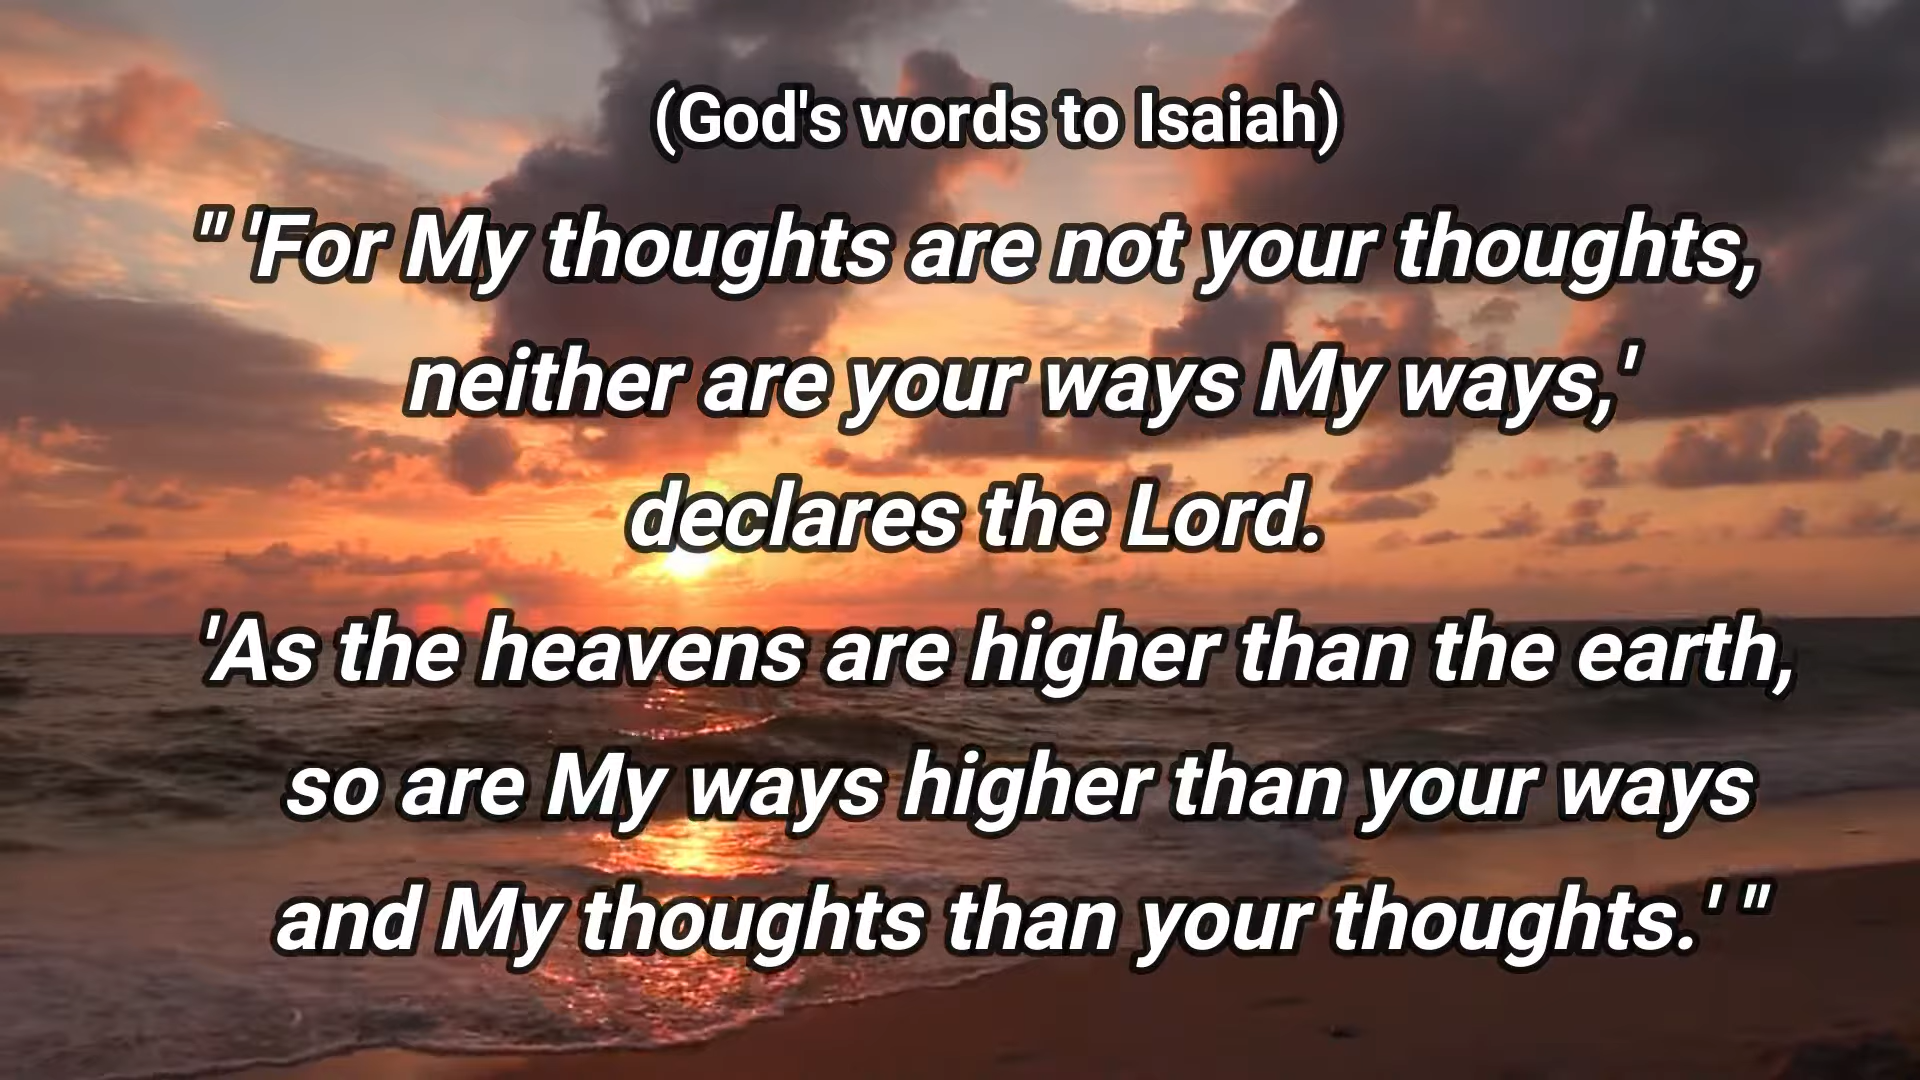 (God's words to Isaiah)
" 'For My thoughts are not your thoughts,
neither are your ways My ways,'
declares the Lord.
'As the heavens are higher than the earth,
so are My ways higher than your ways
and My thoughts than your thoughts.' "